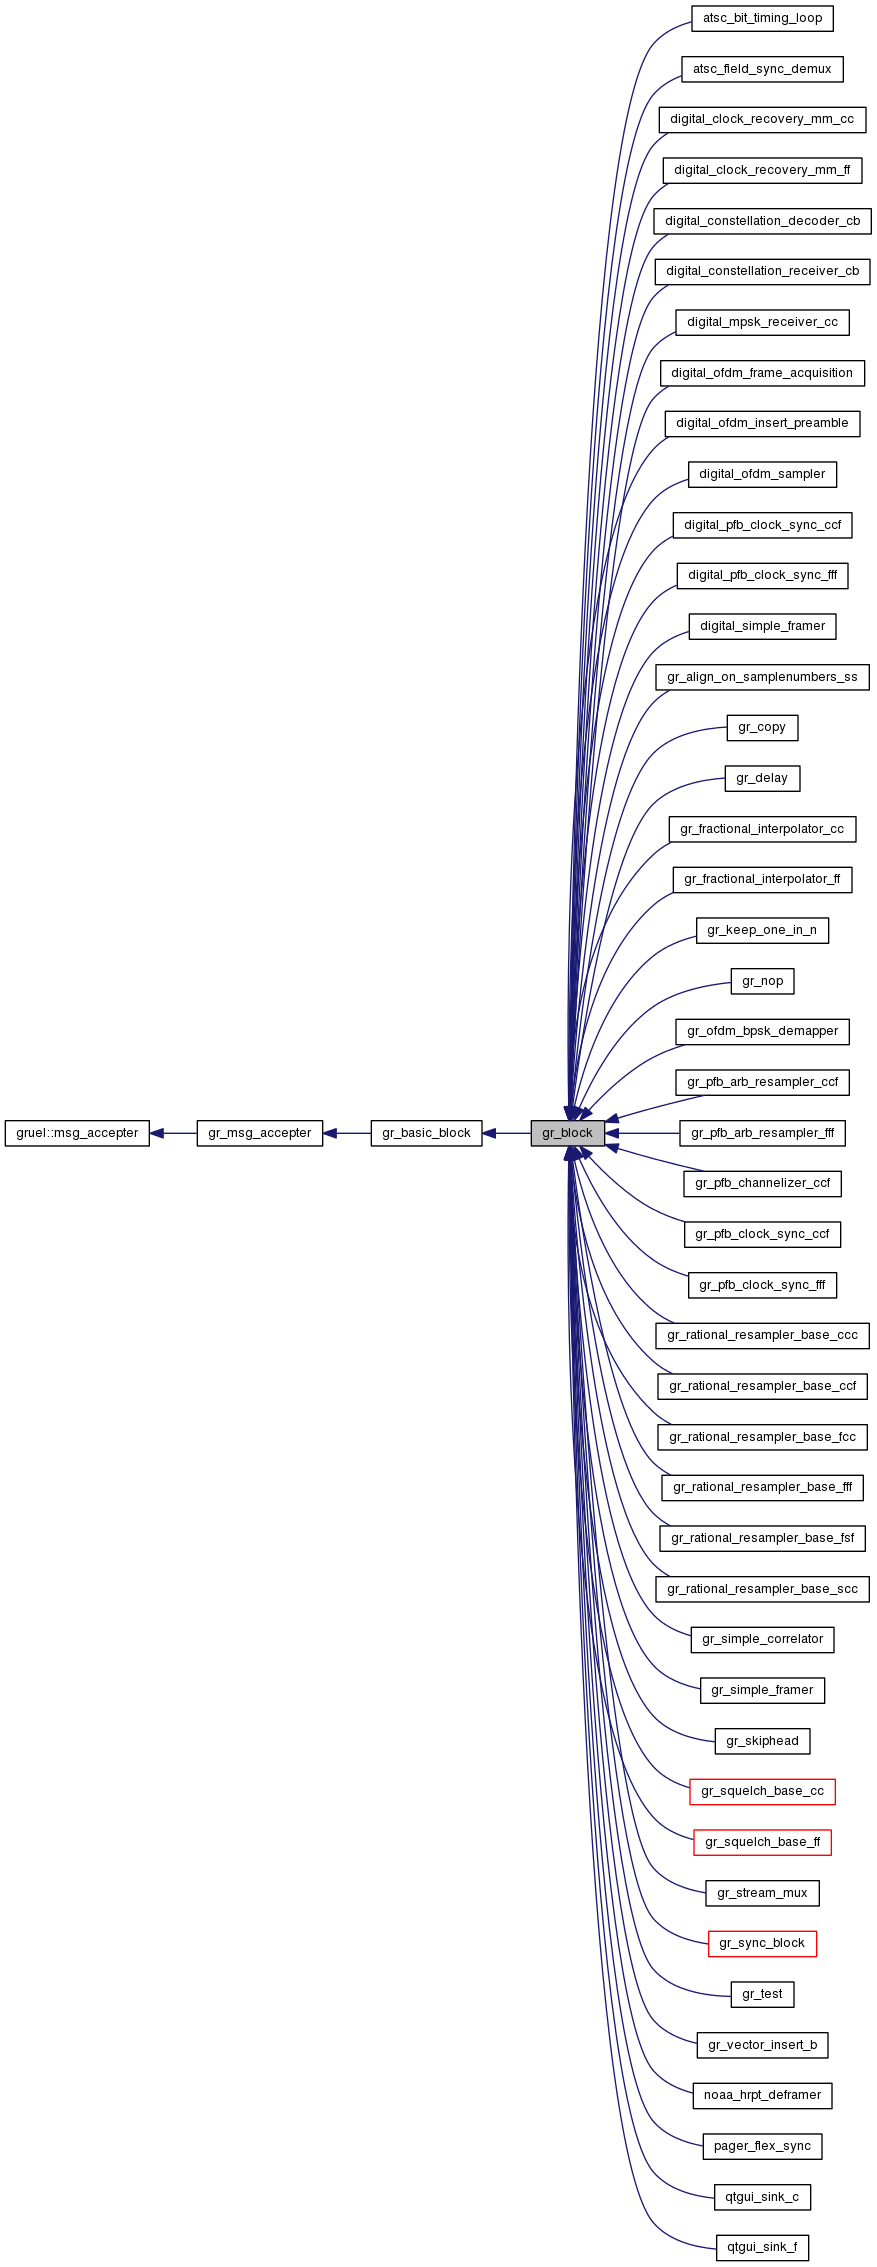 atsc_bit_timing_loop
atsc_field_sync_demux
digital_clock_recovery_mm_cc
digital_clock_recovery_mm_ff
digital_constellation_decoder_cb
digital_constellation_receiver_cb
digital_mpsk_receiver_cc
digital_ofdm_frame_acquisition
digital_ofdm_insert_preamble
digital_ofdm_sampler
digital_pfb_clock_sync_ccf
digital_pfb_clock_sync_fff
digital_simple_framer
gr_align_on_samplenumbers_ss
gr_copy
gr_delay
gr_fractional_interpolator_cc
gr_fractional_interpolator_ff
gr_keep_one_in_n
gr_nop
gr_ofdm_bpsk_demapper
gr_pfb_arb_resampler_ccf
gruel::msg_accepter gr_msg_accepter gr_basic_block gr_block gr_pfb_arb_resampler_fff
gr_pfb_channelizer_ccf
gr_pfb_clock_sync_ccf
gr_pfb_clock_sync_fff
gr_rational_resampler_base_ccc
gr_rational_resampler_base_ccf
gr_rational_resampler_base_fcc
gr_rational_resampler_base_fff
gr_rational_resampler_base_fsf
gr_rational_resampler_base_scc
gr_simple_correlator
gr_simple_framer
gr_skiphead
gr_squelch_base_cc
gr_squelch_base_ff
gr_stream_mux
gr_sync_block
gr_test
gr_vector_insert_b
noaa_hrpt_deframer
pager_flex_sync
qtgui_sink_c
qtgui_sink_f